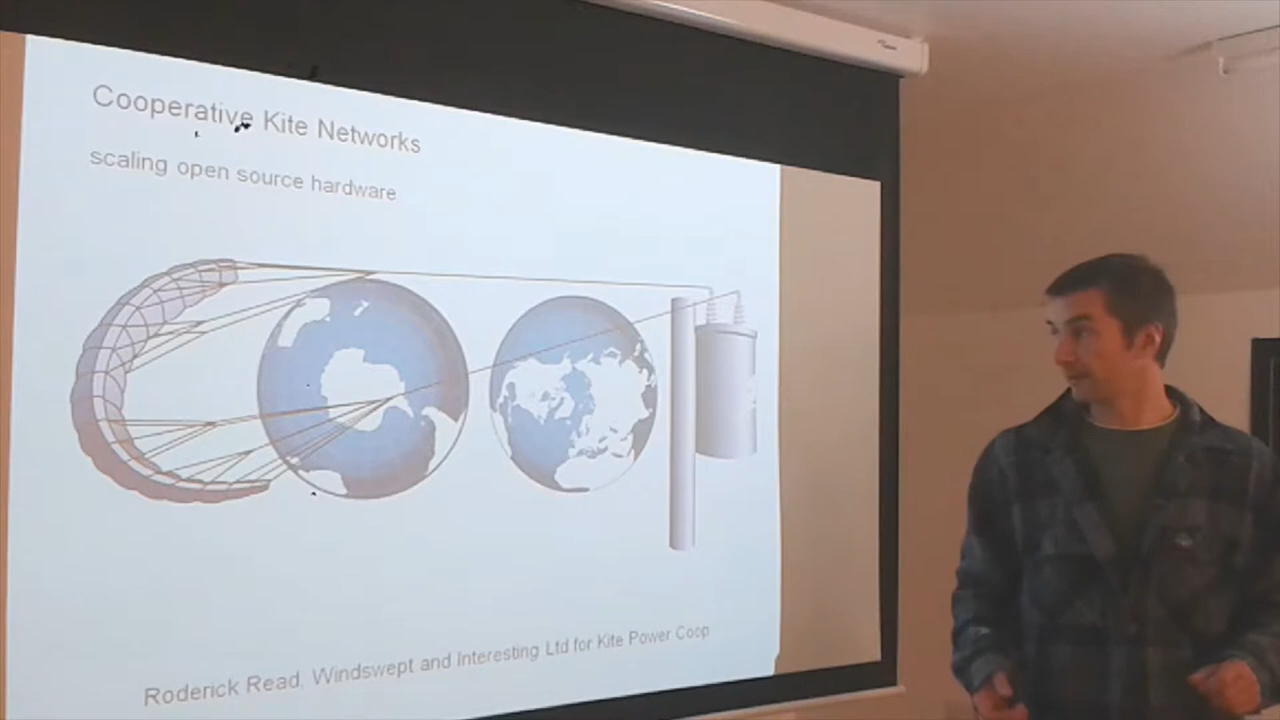 Cooperative Kite Networks
scaling open source hardware
Roderick Read, Windswept and Interesting Ltd for Kite Power Coop